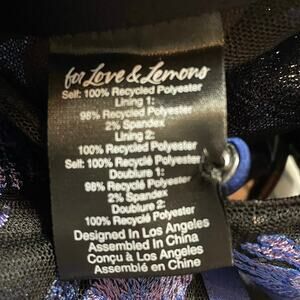 for Love & Lemons
Self: 100% Recycled Polyester
Lining 1:
98% Recycled Polyester
2% Spandex
Lining 2:
100% Recycled Polyester
Self: 100% Recyclé Polyester
Doublure 1:
98% Recyclé Polyester
2% Spandex
Doublure 2:
100% Recyclé Polyester
Designed In Los Angeles
Assembled In China
Conçu à Los Angeles
Assemblé en Chine